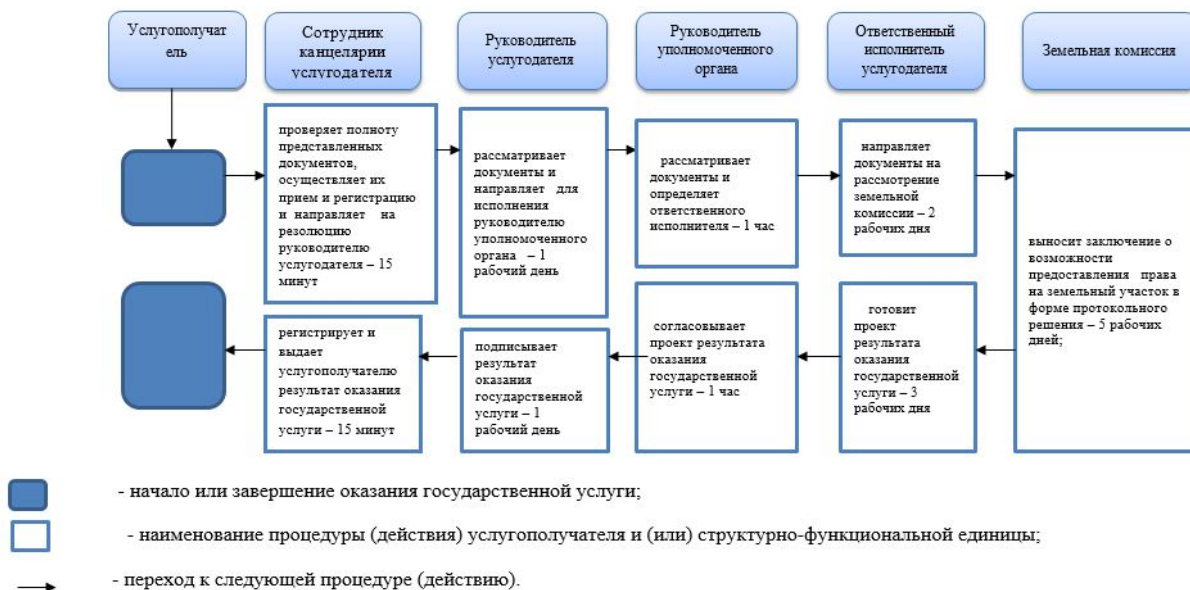 Услугополучат
ель
Сотрудник
канцелярии
услугодателя
Руководитель
услугодателя
Руководитель
уполномоченного
органа
Ответственный
исполнитель
услугодателя
Земельная комиссия
проверяет полноту
представленных
документов,
осуществляет их
прием и регистрацию
и направляет на
резолюцию
руководителю
услугодателя – 15
минут
рассматривает
документы и
направляет для
исполнения
руководителю
уполномоченного
органа – 1
рабочий день
рассматривает
документы и
определяет
ответственного
исполнителя – 1 час
направляет
документы на
рассмотрение
земельной
комиссии – 2
рабочих дня
выносит заключение о
возможности
предоставления права
на земельный участок в
форме протокольного
решения – 5 рабочих
дней;
готовит
проект
результата
оказания
государственной
услуги – 3
рабочих дня
согласовывает
проект результата
оказания
государственной
услуги – 1 час
подписывает
результат
оказания
государственной
услуги – 1
рабочий день
регистрирует и
выдает
услугополучателю
результат оказания
государственной
услуги – 15 минут
- начало или завершение оказания государственной услуги;
- наименование процедуры (действия) услугополучателя и (или) структурно-функциональной единицы;
- переход к следующей процедуре (действию).